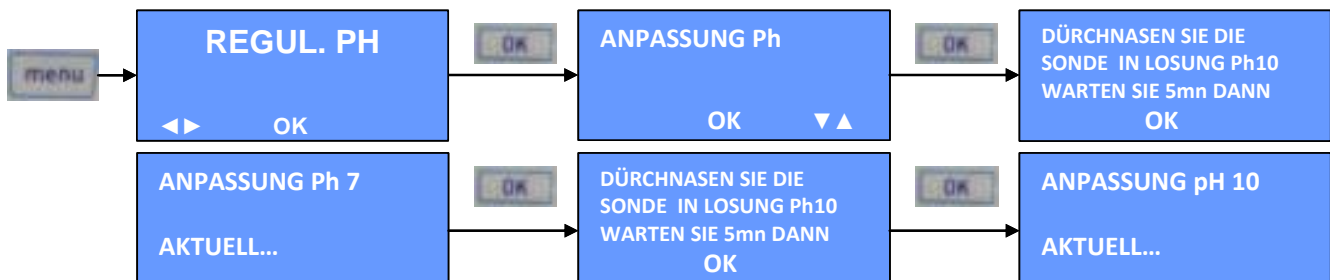 menu
REGUL. PH
◄► OK
OK
ANPASSUNG Ph
OK ▼▲
OK
DÜRCHNASEN SIE DIE
SONDE IN LOSUNG Ph10
WARTEN SIE 5mn DANN
OK
ANPASSUNG Ph 7
AKTUELL...
OK
DÜRCHNASEN SIE DIE
SONDE IN LOSUNG Ph10
WARTEN SIE 5mn DANN
OK
OK
ANPASSUNG pH 10
AKTUELL...